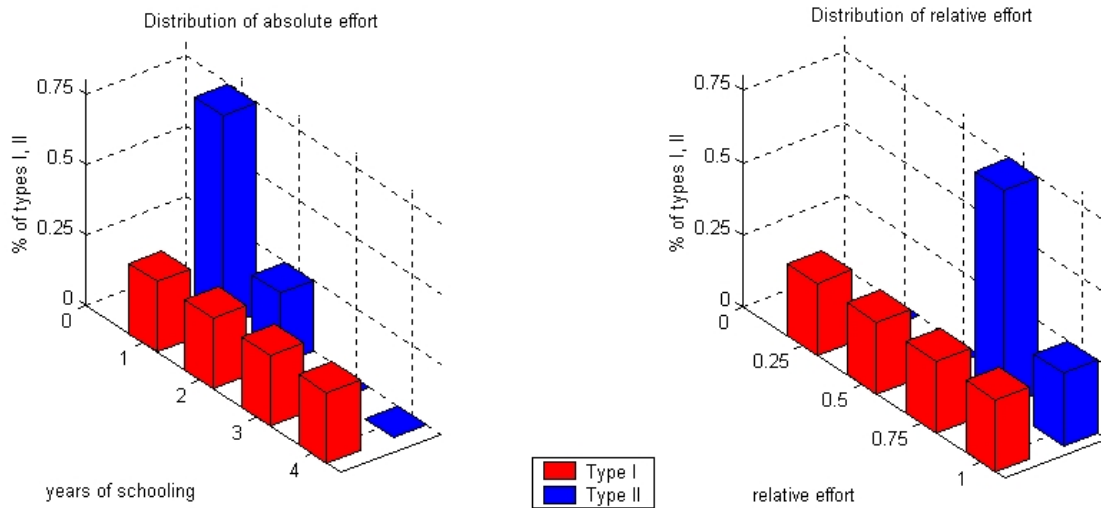 Distribution of absolute effort
0.75
0.5
0.25
0
% of types I, II
0
1
2
3
4
years of schooling
Distribution of relative effort
0.75
0.5
0.25
0
% of types I, II
0
0.25
0.5
0.75
1
relative effort
Type I
Type II